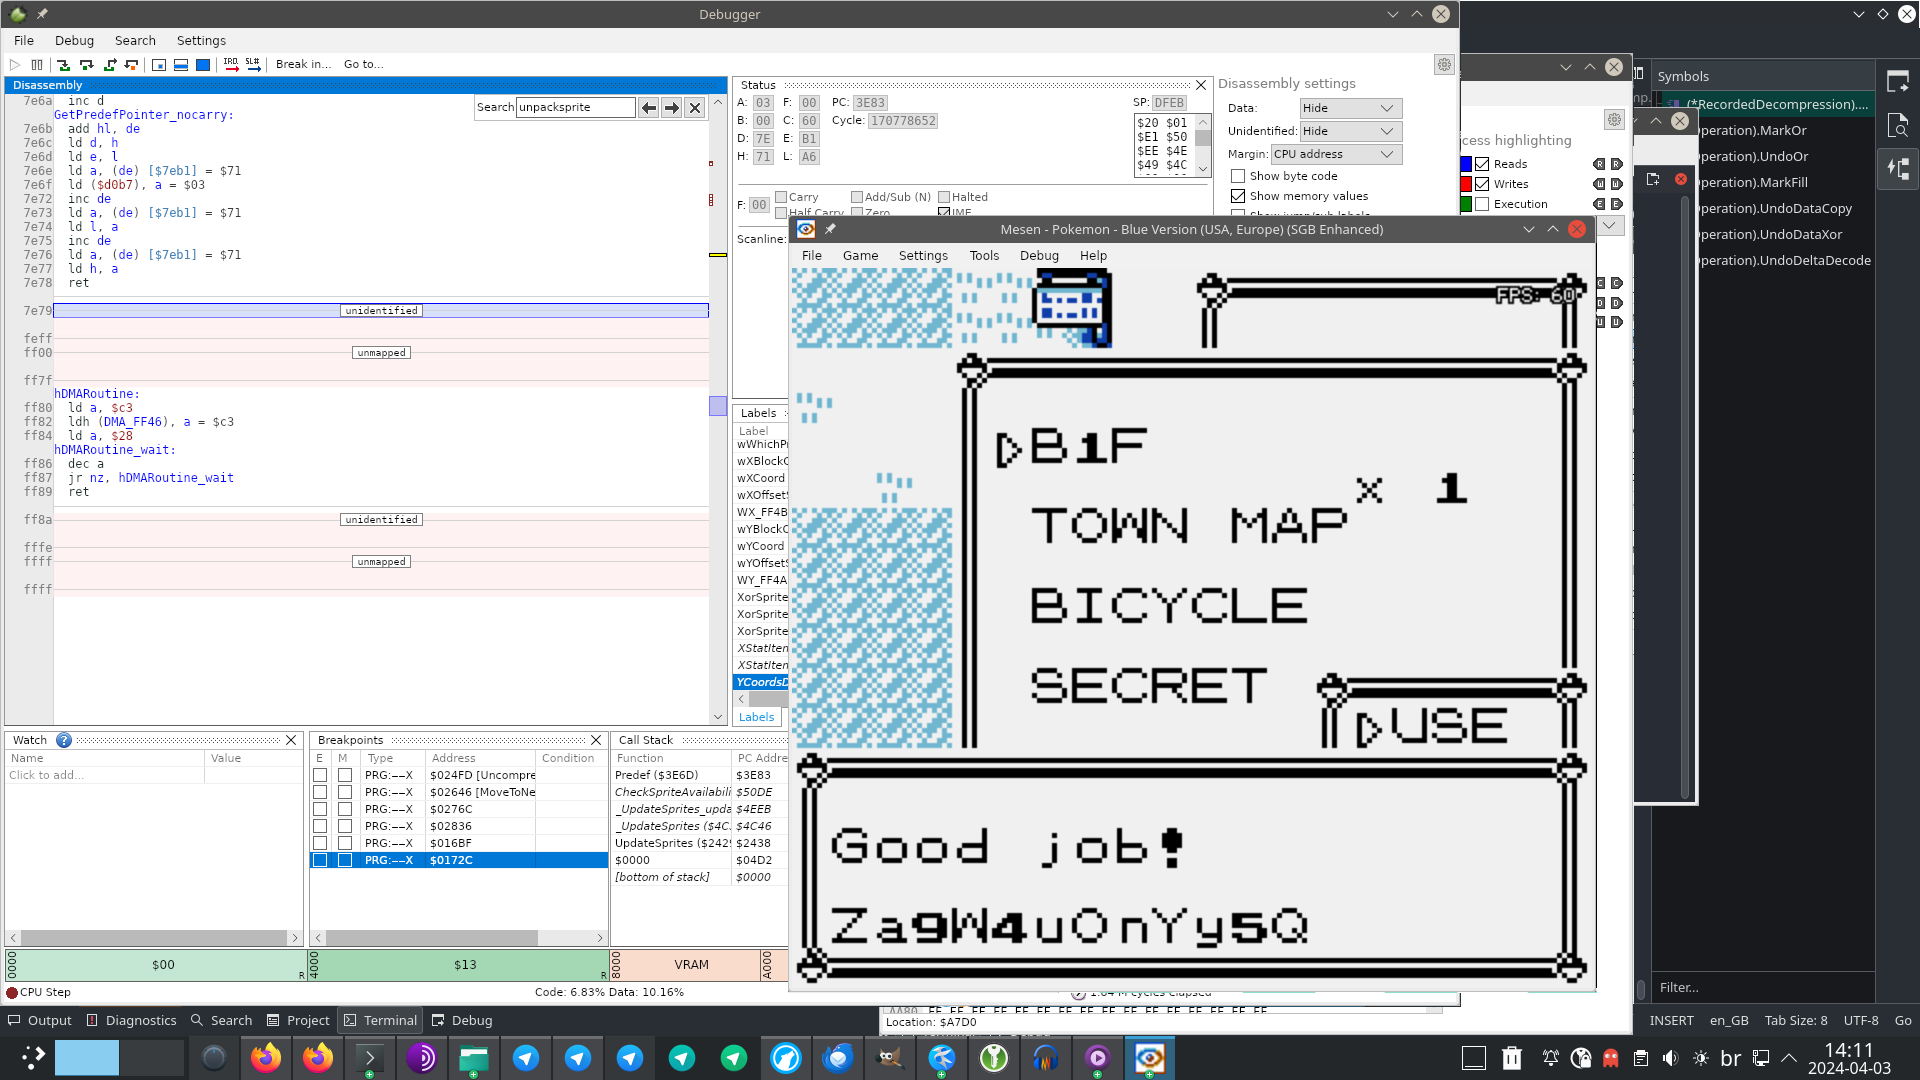 Debugger
File Debug Search Settings
Break in... Go to...
Disassembly
Search unpacksprite
7e6a inc d
GetPredefPointer_nocarry:
7e6b add hl, de
7e6c ld d, h
7e6d ld e, l
7e6e ld a, (de) [$7eb1] = $71
7e6f ld ($d0b7), a = $03
7e72 inc de
7e73 ld a, (de) [$7eb1] = $71
7e74 ld l, a
7e75 inc de
7e76 ld a, (de) [$7eb1] = $71
7e77 ld h, a
7e78 ret
7e79 unidentified
feff
ff00 unmapped
ff7f
hDMARoutine:
ff80 ld a, $c3
ff82 ldh (DMA_FF46), a = $c3
ff84 ld a, $28
hDMARoutine_wait:
ff86 dec a
ff87 jr nz, hDMARoutine_wait
ff89 ret
ff8a unidentified
fffe
ffff unmapped
ffff
Status
A: 03 F: 00 PC: 3E83 SP: DFEB
B: 00 C: 60 Cycle: 170778652
D: 7E E: B1
H: 71 L: A6
$20 $01
$E1 $50
$EE $4E
$49 $4C
F: 00 Carry Add/Sub (N) Halted
Half Carry Zero IME
Scanline:
Disassembly settings
Data: Hide
Unidentified: Hide
Margin: CPU address
Show byte code
Show memory values
cess highlighting
Reads
Writes
Execution
Symbols
(*RecordedDecompression)....
peration).MarkOr
peration).UndoOr
peration).MarkFill
peration).UndoDataCopy
peration).UndoDataXor
peration).UndoDeltaDecode
Filter...
Labels
Label
wWhichP
wXBlockC
wXCoord
wXOffset
WX_FF4B
wYBlockC
wYCoord
wYOffset
WY_FF4A
XorSprite
XorSprite
XorSprite
XStatIten
XStatIten
YCoordsD
Labels
Mesen - Pokemon - Blue Version (USA, Europe) (SGB Enhanced)
File Game Settings Tools Debug Help
FPS: 60
B1F
× 1
TOWN MAP
BICYCLE
SECRET
USE
Good job!
Za9W4uOnYy5Q
Watch ?
Name Value
Click to add...
Breakpoints
E M Type Address Condition
PRG:--X $024FD [Uncompre
PRG:--X $02646 [MoveToNe
PRG:--X $0276C
PRG:--X $02836
PRG:--X $016BF
PRG:--X $0172C
Call Stack
Function PC Addre
Predef ($3E6D) $3E83
CheckSpriteAvailabili $50DE
_UpdateSprites_upda $4EEB
_UpdateSprites ($4C. $4C46
UpdateSprites ($2429 $2438
$0000 $04D2
[bottom of stack] $0000
0000 $00 R 4000 $13 R 8000 VRAM A000
CPU Step Code: 6.83% Data: 10.16%
Location: $A7D0
Output Diagnostics Search Project Terminal Debug
INSERT en_GB Tab Size: 8 UTF-8 Go
br
14:11
2024-04-03